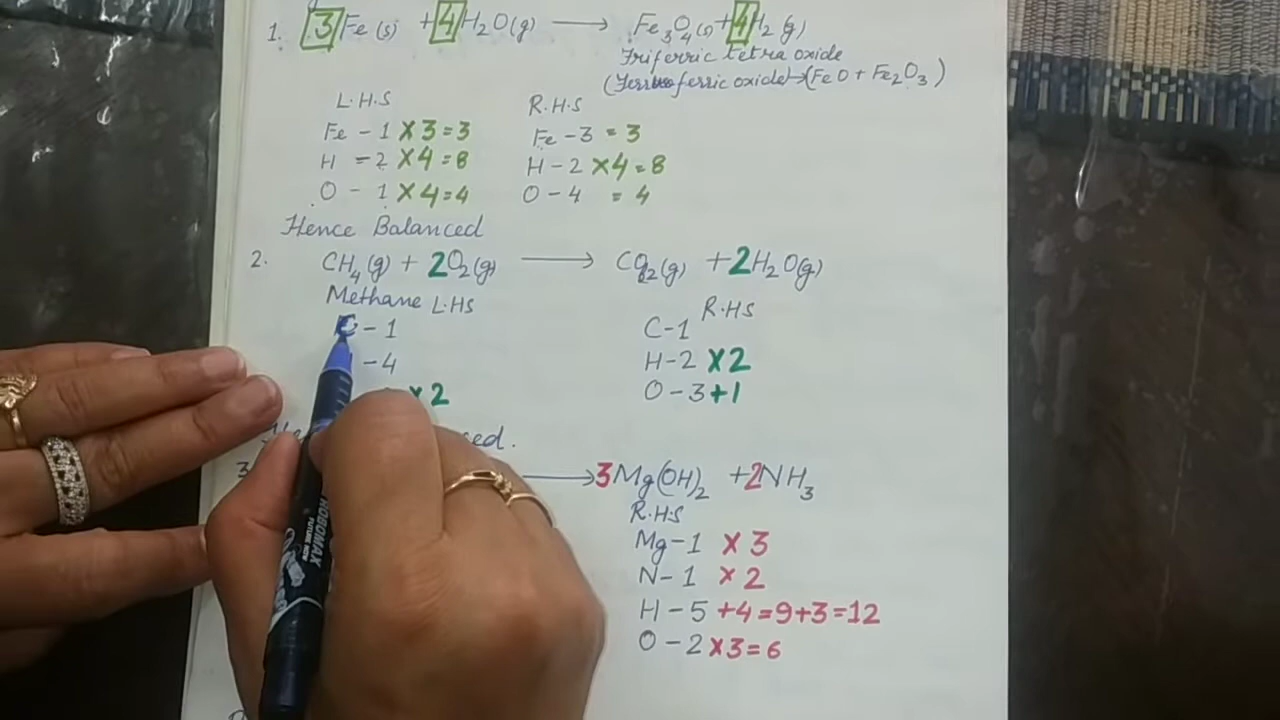 1. 3Fe(s) + 4H₂O(g) ⟶ Fe₃O₄(s) + 4H₂(g)
Triferric tetra oxide
ferric oxide)→(FeO + Fe₂O₃)
L.H.S R.H.S
Fe - 1 ×3=3 Fe - 3 = 3
H - 2 ×4=8 H - 2 ×4=8
O - 1 ×4=4 O - 4 = 4
Hence Balanced
2. CH₄(g) + 2O₂(g) ⟶ CO₂(g) + 2H₂O(g)
Methane L.HS R.HS
C - 1 C - 1
- 4 H - 2 ×2
×2 O - 3 +1
3 ⟶ 3Mg(OH)₂ + 2NH₃
R.H.S
Mg - 1 ×3
N - 1 ×2
H - 5 +4=9+3=12
O - 2 ×3=6
ROBOMAX